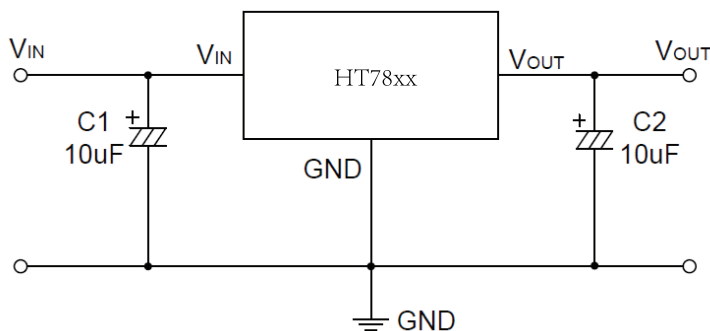 VIN
VIN
HT78xx
VOUT
VOUT
+
C1
10uF
+
C2
10uF
GND
GND